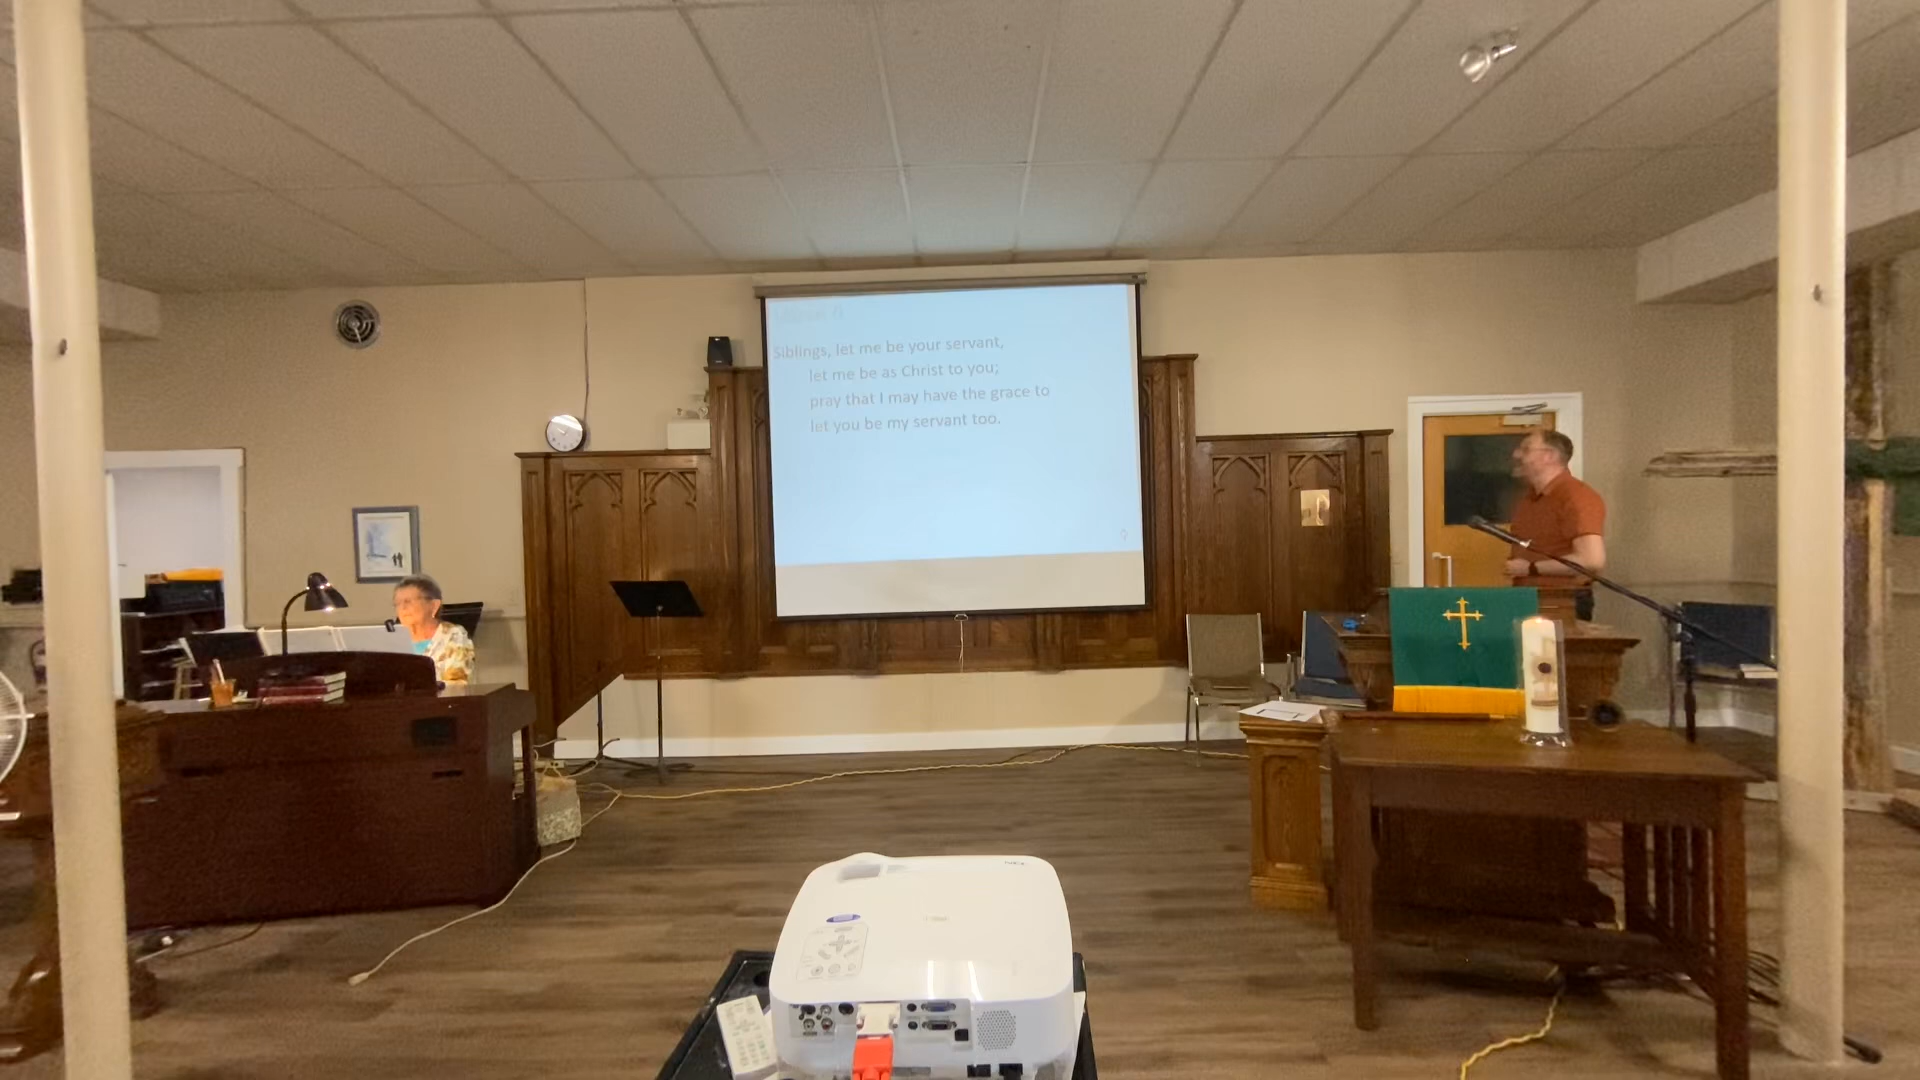 Siblings, let me be your servant,
let me be as Christ to you;
pray that I may have the grace to
let you be my servant too.